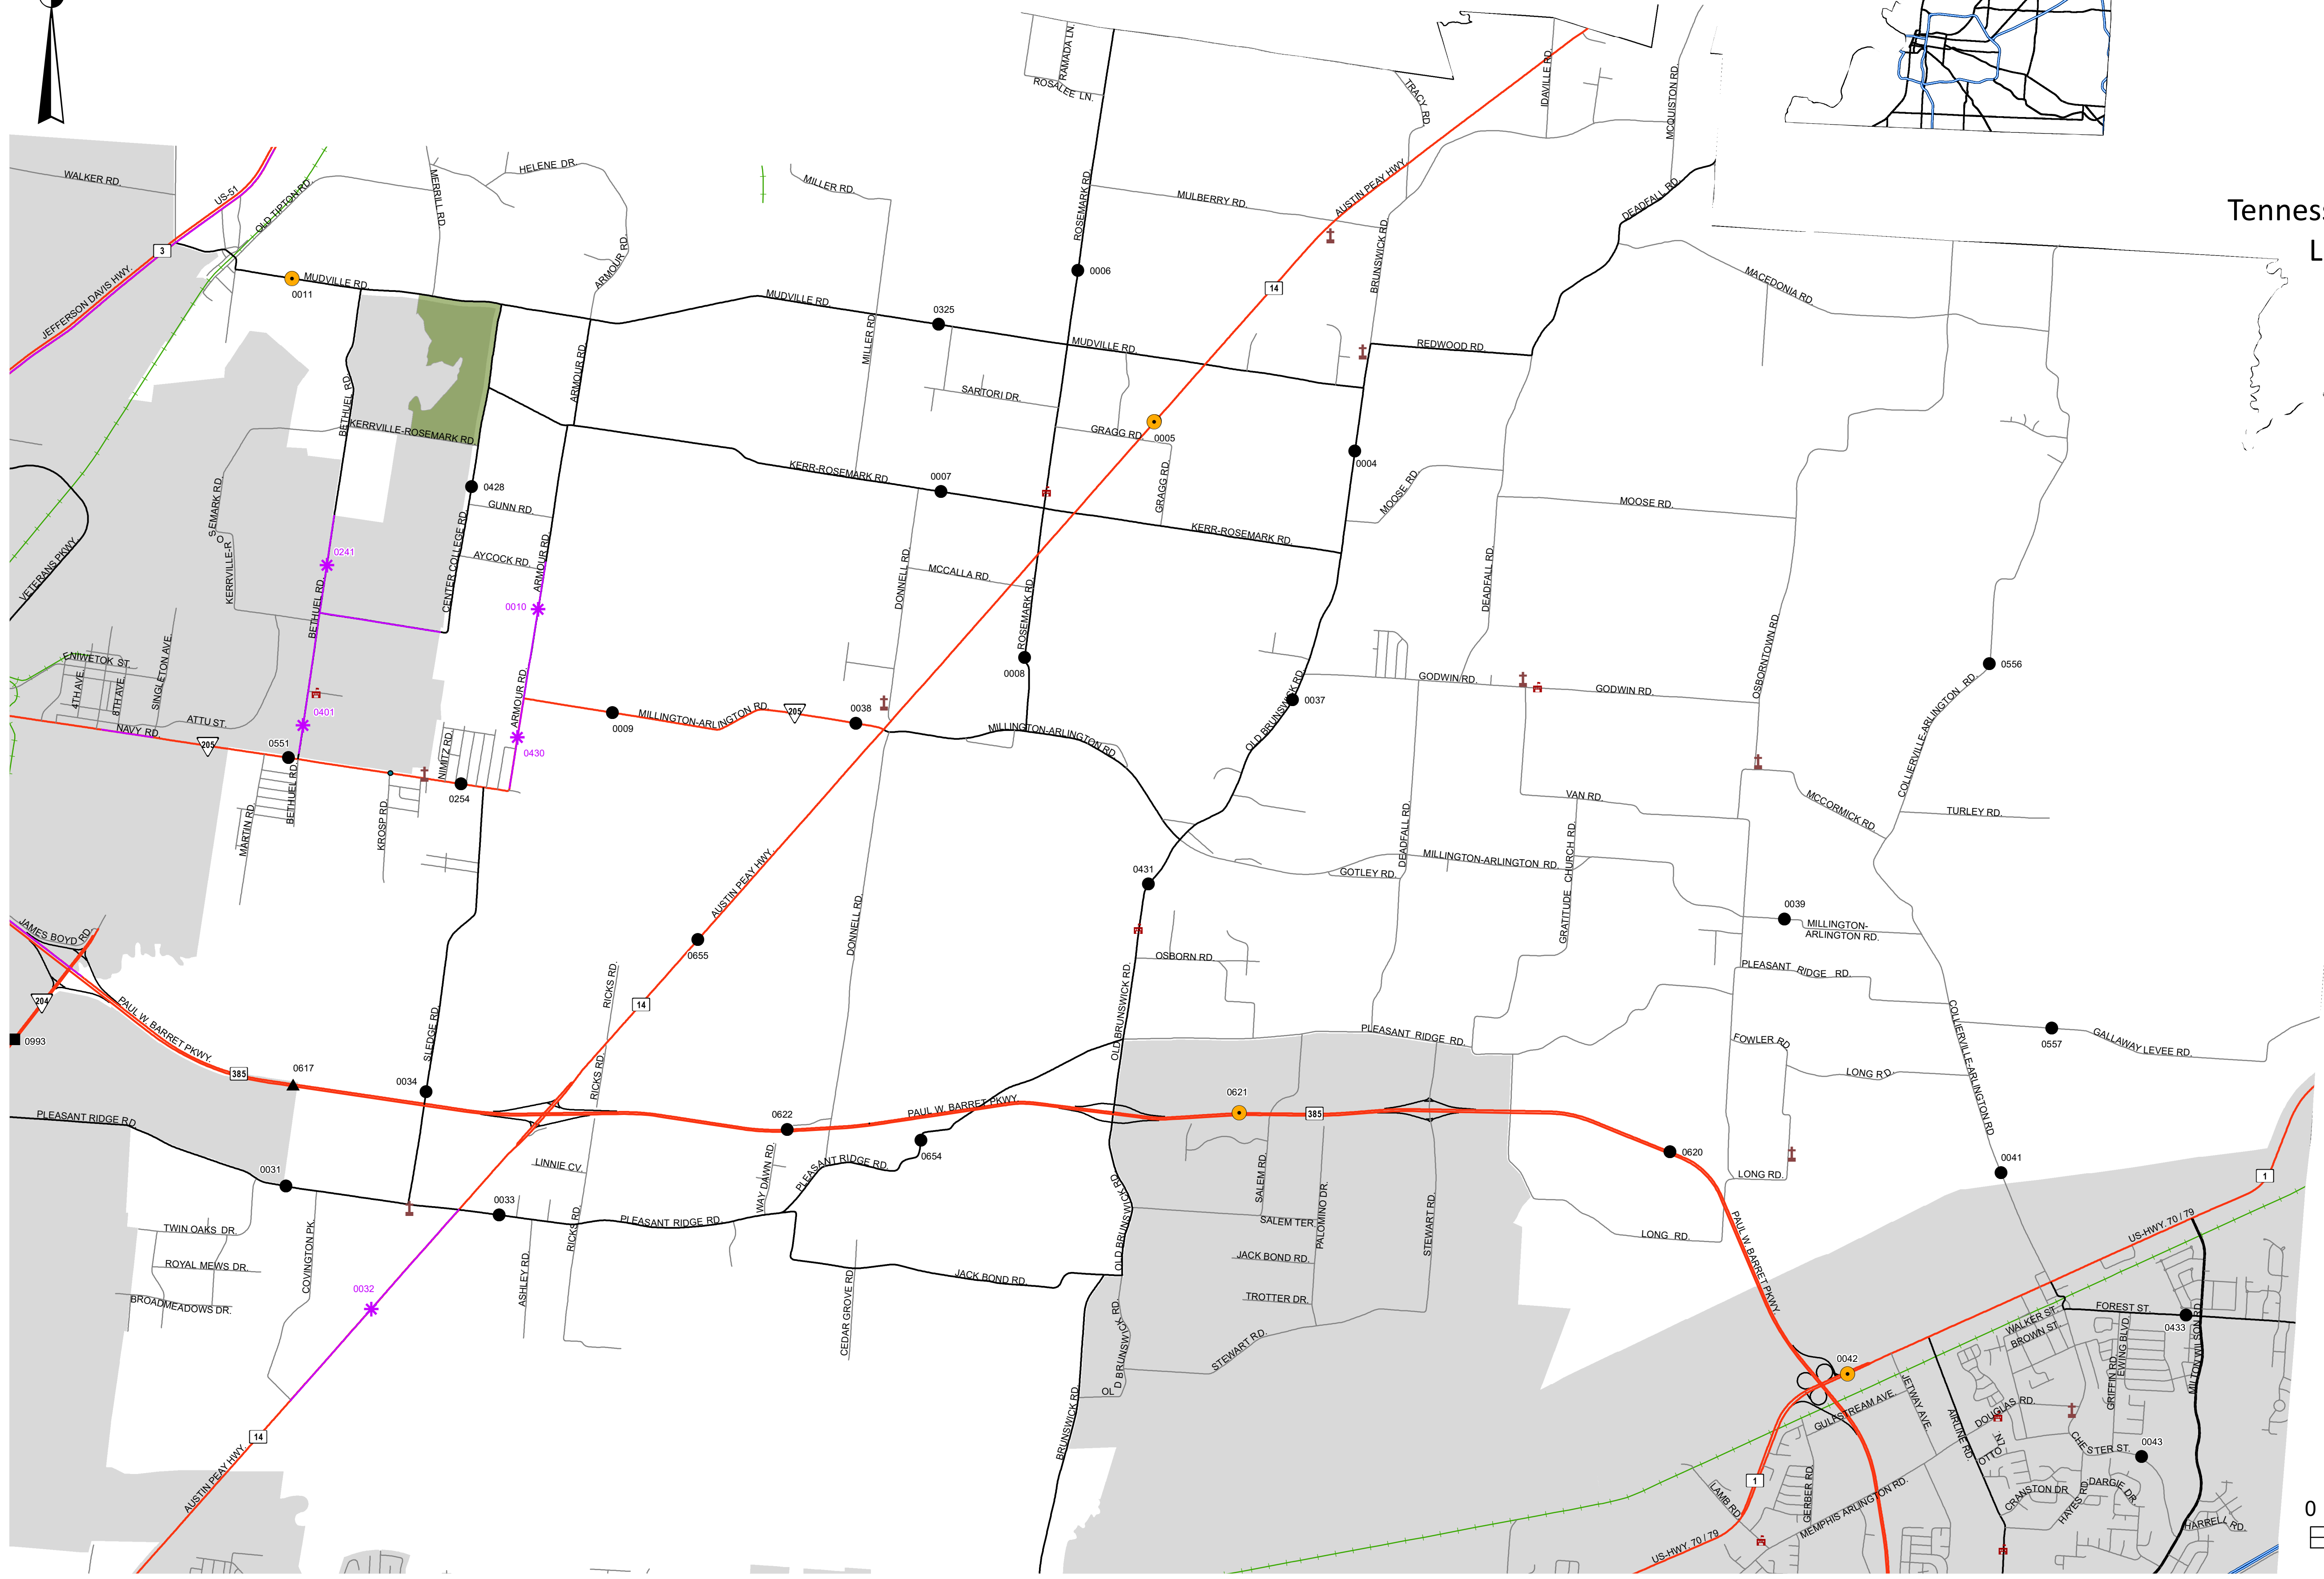 RAMADA LN.
ROSALEE LN.
TRACY RD.
IDAVILLE RD.
MCQUISTON RD.
WALKER RD.
US-51
OLD TIPTON RD
MERRILL RD.
HELENE DR.
MILLER RD.
ROSEMARK RD.
MULBERRY RD.
AUSTIN PEAY HWY.
DEADFALL RD.
Tennes
L
3
JEFFERSON DAVIS HWY.
ARMOUR RD.
BRUNSWICK RD.
0011
MUDVILLE RD.
MUDVILLE RD.
0325
0006
14
MACEDONIA RD.
MILLER RD.
MUDVILLE RD.
REDWOOD RD.
ARMOUR RD.
BETHUEL RD.
SARTORI DR.
KERRVILLE-ROSEMARK RD.
GRAGG RD.
0005
0004
KERR-ROSEMARK RD.
0007
GRAGG RD.
MOOSE RD.
MOOSE RD.
0428
GUNN RD.
SEMARK RD
O
KERRVILLE-R
KERR-ROSEMARK RD.
VETERANS PKWY.
0241
CENTER COLLEGE RD.
AYCOCK RD.
ARMOUR RD.
DONNELL RD.
MCCALLA RD.
DEADFALL RD.
0010
BETHUEL RD.
ROSEMARK RD.
OSBORNTOWN RD.
ENIWETOK ST.
4TH AVE.
8TH AVE.
SINGLETON AVE.
0008
0556
GODWIN RD.
GODWIN RD.
0401
ATTU ST.
NAVY RD.
205
0551
ARMOUR RD.
0009
MILLINGTON-ARLINGTON RD.
205
0038
MILLINGTON-ARLINGTON RD.
OLD BRUNSWICK RD.
0037
COLLIERVILLE-ARLINGTON RD.
NIMITZ RD.
0430
0254
MARTIN RD.
BETHUEL RD.
KROSP RD.
VAN RD.
MCCORMICK RD.
TURLEY RD.
AUSTIN PEAY HWY.
0431
GOTLEY RD.
DEADFALL RD.
MILLINGTON-ARLINGTON RD.
GRATITUDE CHURCH RD.
0039
MILLINGTON-
ARLINGTON RD.
JAMES BOYD RD.
0655
DONNELL RD.
OSBORN RD.
PLEASANT RIDGE RD.
204
0993
PAUL W. BARRET PKWY.
RICKS RD.
14
OLD BRUNSWICK RD.
PLEASANT RIDGE RD.
FOWLER RD
COLLIERVILLE-ARLINGTON RD
0557
GALLAWAY LEVEE RD.
SLEDGE RD.
385
0617
0034
RICKS RD.
LONG RD.
PLEASANT RIDGE RD.
0622
PAUL W. BARRET PKWY.
0621
385
0654
0620
LINNIE CV.
WAY DAWN RD.
PLEASANT RIDGE RD.
0031
0033
SALEM RD.
PALOMINO DR.
STEWART RD.
LONG RD.
0041
1
TWIN OAKS DR.
COVINGTON PK.
RICKS RD.
PLEASANT RIDGE RD.
OLD BRUNSWICK RD.
SALEM TER.
LONG RD.
PAUL W. BARRET PKWY.
US-HWY. 70 / 79
ROYAL MEWS DR.
ASHLEY RD.
JACK BOND RD.
JACK BOND RD.
0032
BROADMEADOWS DR.
CEDAR GROVE RD.
TROTTER DR.
OL D BRUNSWICK RD.
STEWART RD.
FOREST ST.
0433
WALKER ST.
BROWN ST.
EWING BLVD.
GRIFFIN RD.
MILTON WILSON RD.
0042
BRUNSWICK RD.
GULFSTREAM AVE.
JETWAY AVE.
AIRLINE RD.
DOUGLAS RD.
OTTO LN.
CHESTER ST.
0043
14
AUSTIN PEAY HWY.
1
LAMB RD.
GERBER RD.
MEMPHIS ARLINGTON RD.
CRANSTON DR.
HAYES RD.
DARGIE DR.
HARRELL RD.
US-HWY. 70 / 79
0